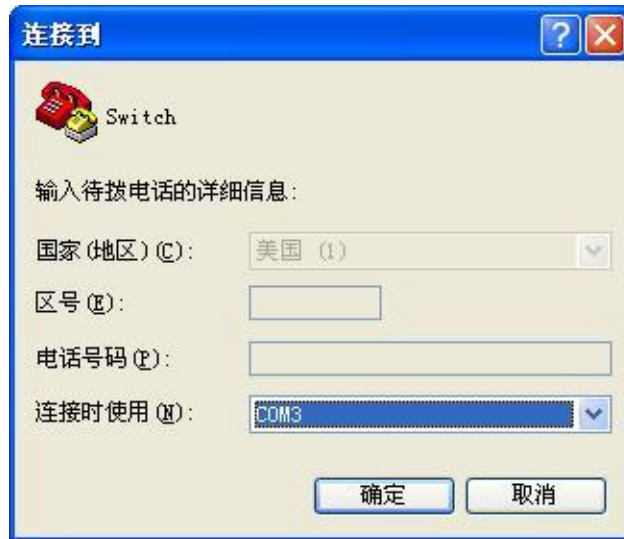 连接到
Switch
输入待拨电话的详细信息:
国家(地区)(C): 美国 (1)
区号(E):
电话号码(P):
连接时使用(N): COM3
确定 取消